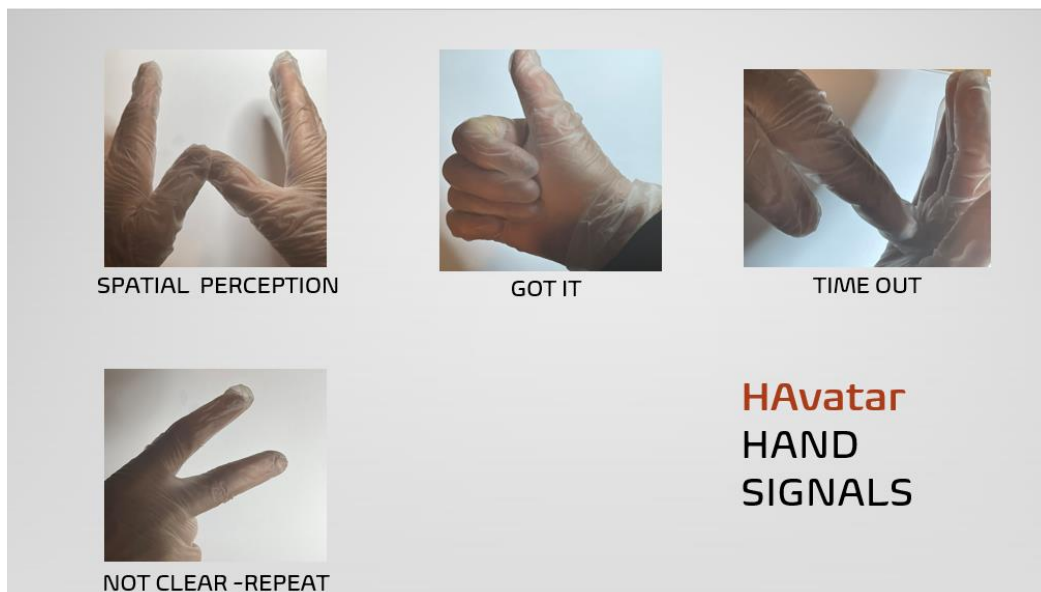 SPATIAL PERCEPTION
GOT IT
TIME OUT
NOT CLEAR -REPEAT
HAvatar
HAND
SIGNALS